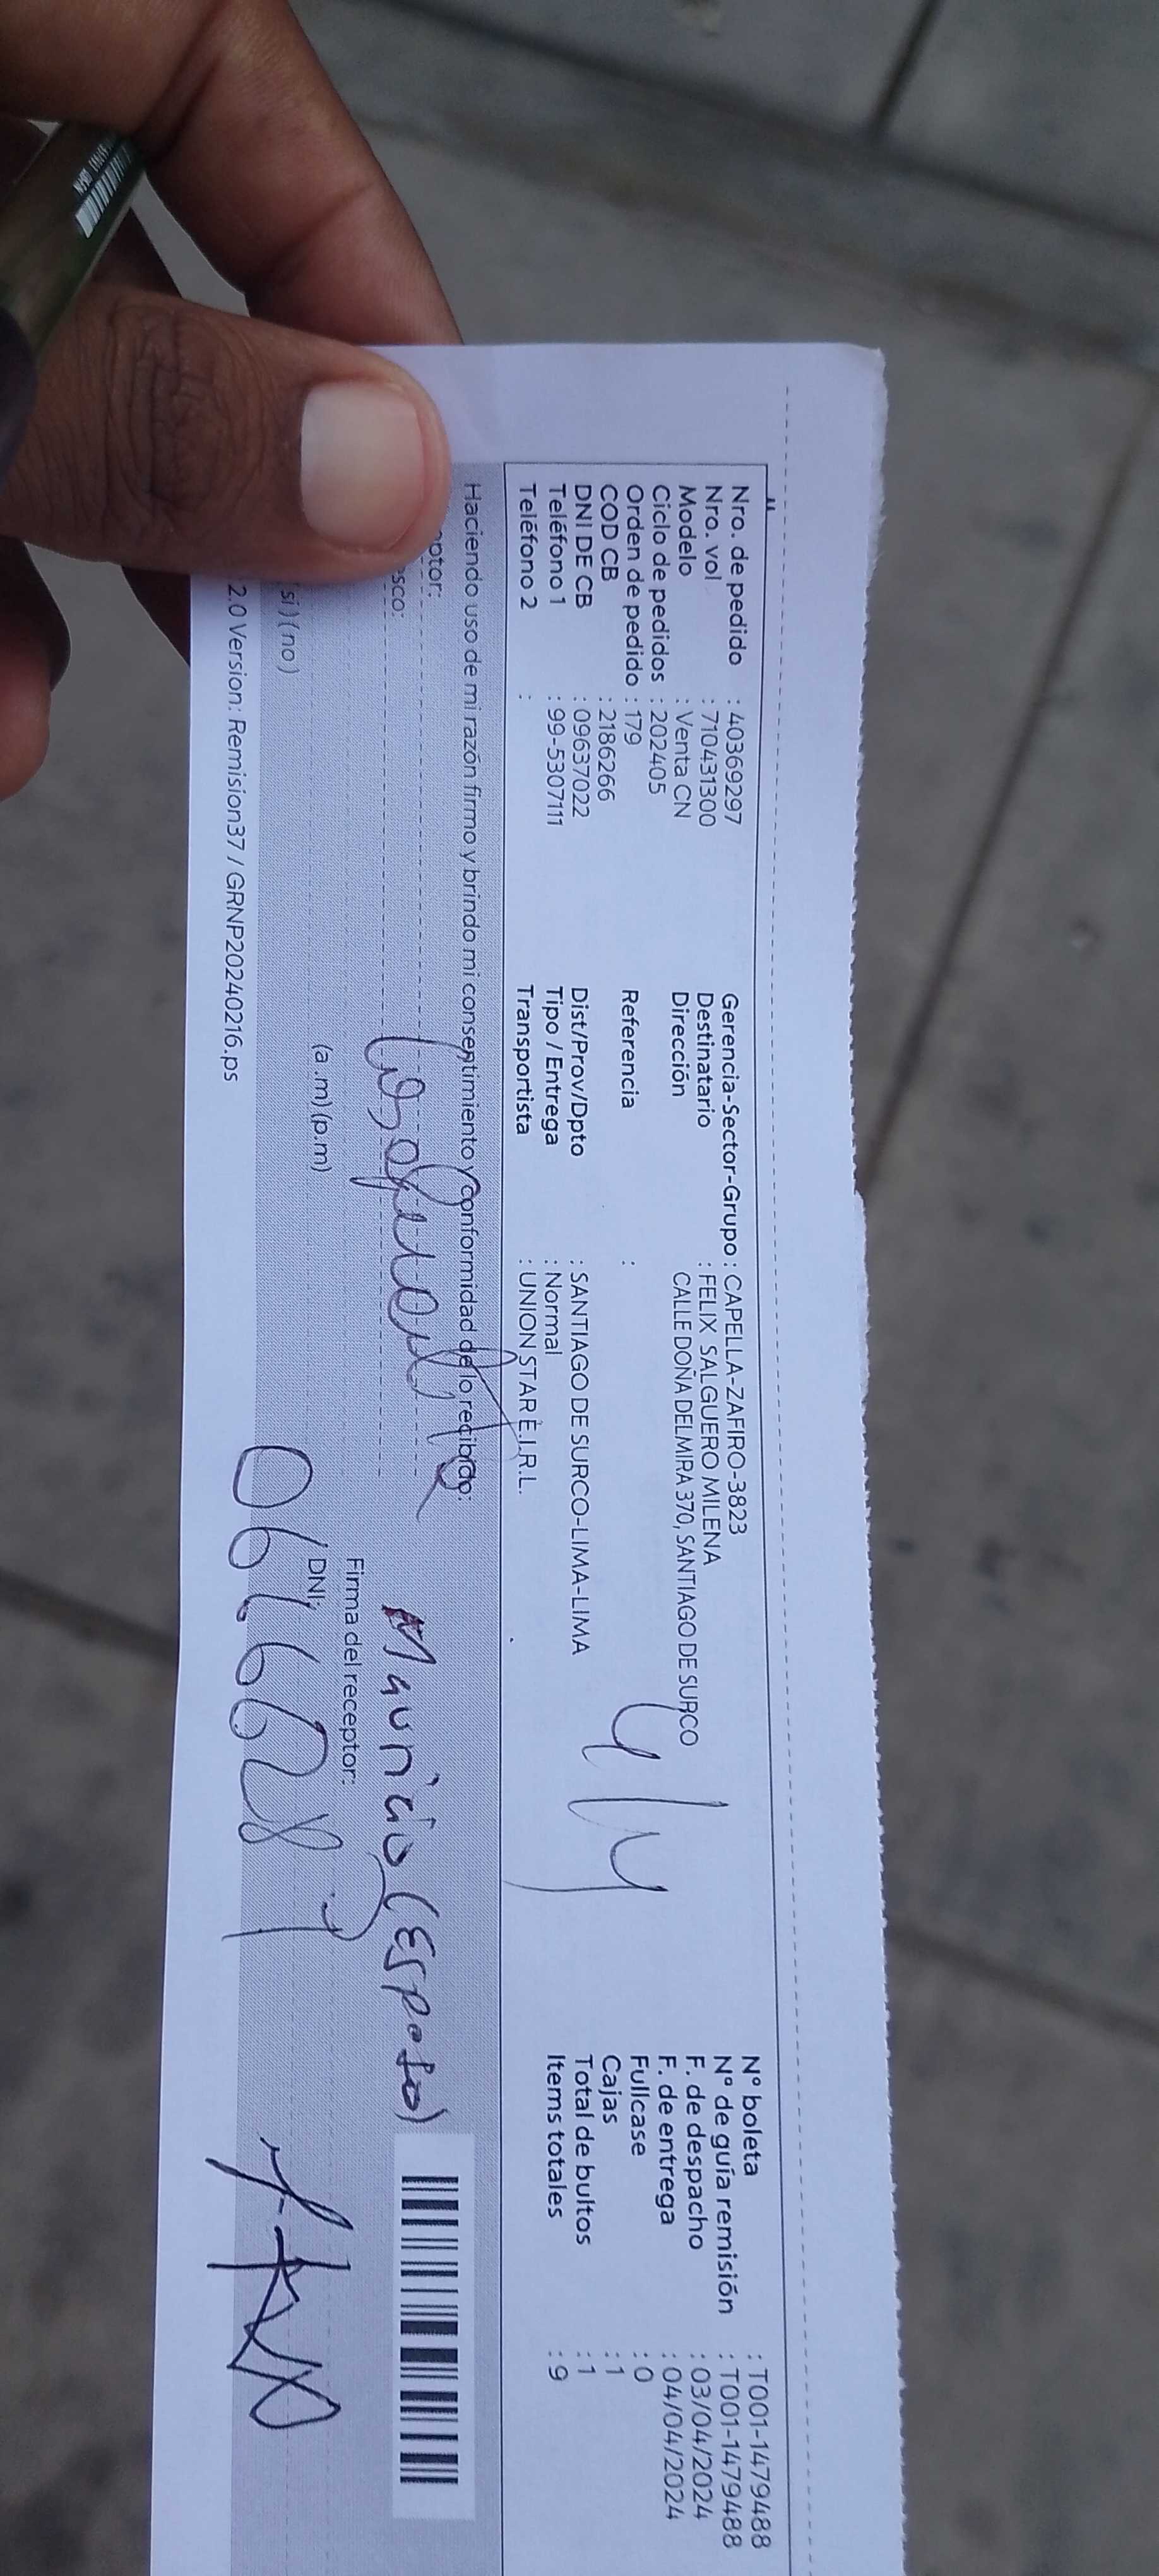 Nro. de pedido : 40369297
Nro. vol : 710431300
Modelo : Venta CN
Ciclo de pedidos : 202405
Orden de pedido : 179
COD CB : 2186266
DNI DE CB : 09637022
Teléfono 1 : 99-5307111
Teléfono 2 :
Gerencia-Sector-Grupo : CAPELLA-ZAFIRO-3823
Destinatario : FELIX SALGUERO MILENA
Dirección CALLE DOÑA DELMIRA 370, SANTIAGO DE SURCO
Referencia :
Dist/Prov/Dpto : SANTIAGO DE SURCO-LIMA-LIMA
Tipo / Entrega : Normal
Transportista : UNION STAR E.I.R.L.
N° boleta : T001-1479488
N° de guía remisión : T001-1479488
F. de despacho : 03/04/2024
F. de entrega : 04/04/2024
Fullcase : 0
Cajas : 1
Total de bultos : 1
Items totales : 9
Haciendo uso de mi razón firmo y brindo mi consentimiento y conformidad de lo recibido:
ptor:
sco:
Mauricio (Esposo)
Firma del receptor:
si ) ( no ) (a .m) (p.m) DNI:
2.0 Version: Remision37 / GRNP20240216.ps